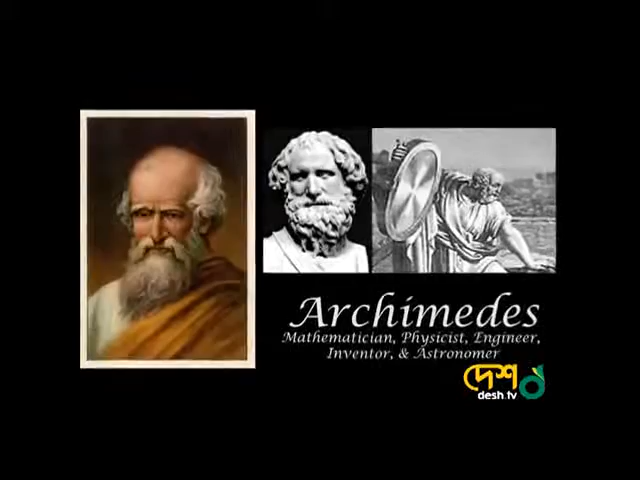 Archimedes
Mathematician, Physicist, Engineer,
Inventor, & Astronomer
দেশ
desh.tv